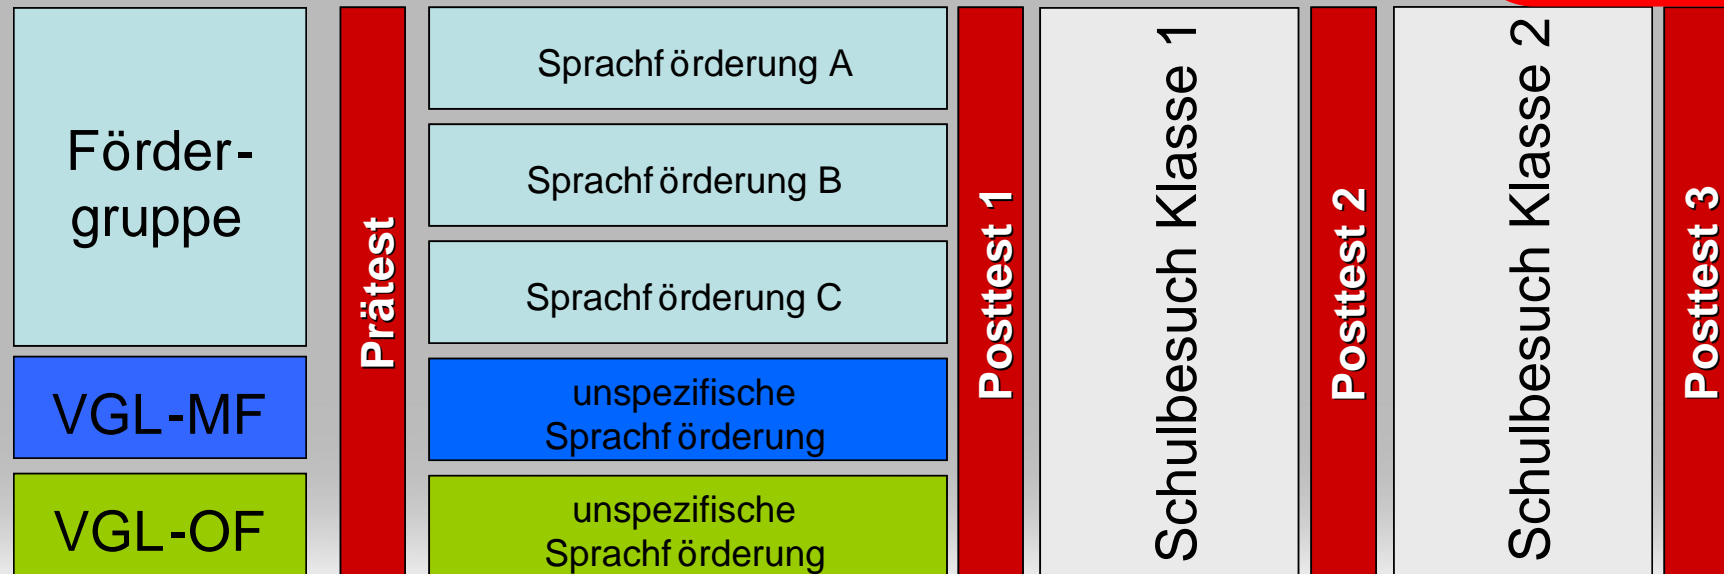 Förder-
gruppe
VGL-MF
VGL-OF
Prätest
Sprachförderung A
Sprachförderung B
Sprachförderung C
unspezifische
Sprachförderung
unspezifische
Sprachförderung
Posttest 1
Schulbesuch Klasse 1
Posttest 2
Schulbesuch Klasse 2
Posttest 3